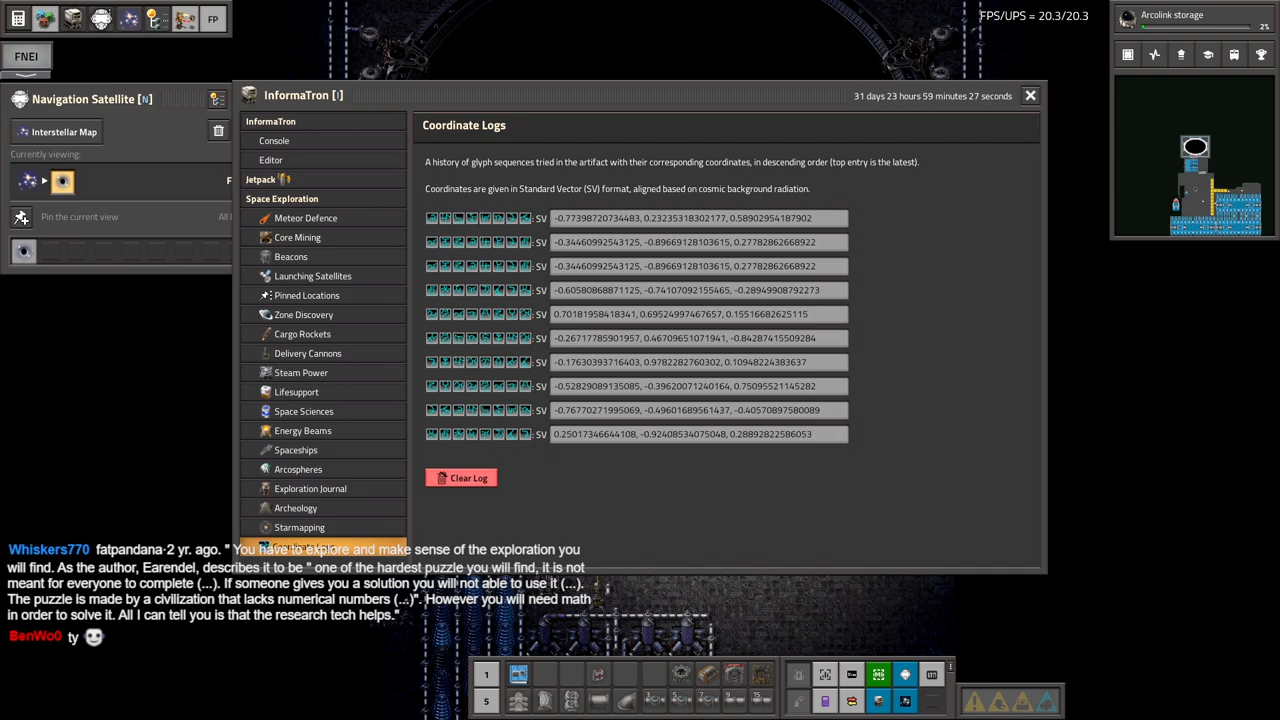 FP
FPS/UPS = 20.3/20.3
Arcolink storage
2%
FNEI
Navigation Satellite [N]
Interstellar Map
Currently viewing:
F
Pin the current view
All
InformaTron [I]
31 days 23 hours 59 minutes 27 seconds
InformaTron
Console
Editor
Jetpack
Space Exploration
Meteor Defence
Core Mining
Beacons
Launching Satellites
Pinned Locations
Zone Discovery
Cargo Rockets
Delivery Cannons
Steam Power
Lifesupport
Space Sciences
Energy Beams
Spaceships
Arcospheres
Exploration Journal
Archeology
Starmapping
Coordinate Logs
A history of glyph sequences tried in the artifact with their corresponding coordinates, in descending order (top entry is the latest).
Coordinates are given in Standard Vector (SV) format, aligned based on cosmic background radiation.
: SV -0.77398720734483, 0.23235318302177, 0.58902954187902
: SV -0.34460992543125, -0.89669128103615, 0.27782862668922
: SV -0.34460992543125, -0.89669128103615, 0.27782862668922
: SV -0.60580868871125, -0.74107092155465, -0.28949908792273
: SV 0.70181958418341, 0.69524997467657, 0.15516682625115
: SV -0.26717785901957, 0.46709651071941, -0.84287415509284
: SV -0.17630393716403, 0.9782282760302, 0.10948224383637
: SV -0.52829089135085, -0.39620071240164, 0.75095521145282
: SV -0.76770271995069, -0.49601689561437, -0.40570897580089
: SV 0.25017346644108, -0.92408534075048, 0.28892822586053
Clear Log
Whiskers770 fatpandana·2 yr. ago. " You have to explore and make sense of the exploration you
will find. As the author, Earendel, describes it to be " one of the hardest puzzle you will find, it is not
meant for everyone to complete (...). If someone gives you a solution you will not able to use it (...).
The puzzle is made by a civilization that lacks numerical numbers (...)". However you will need math
in order to solve it. All I can tell you is that the research tech helps."
BenWo0 ty
1
5
3
5
7
9
15